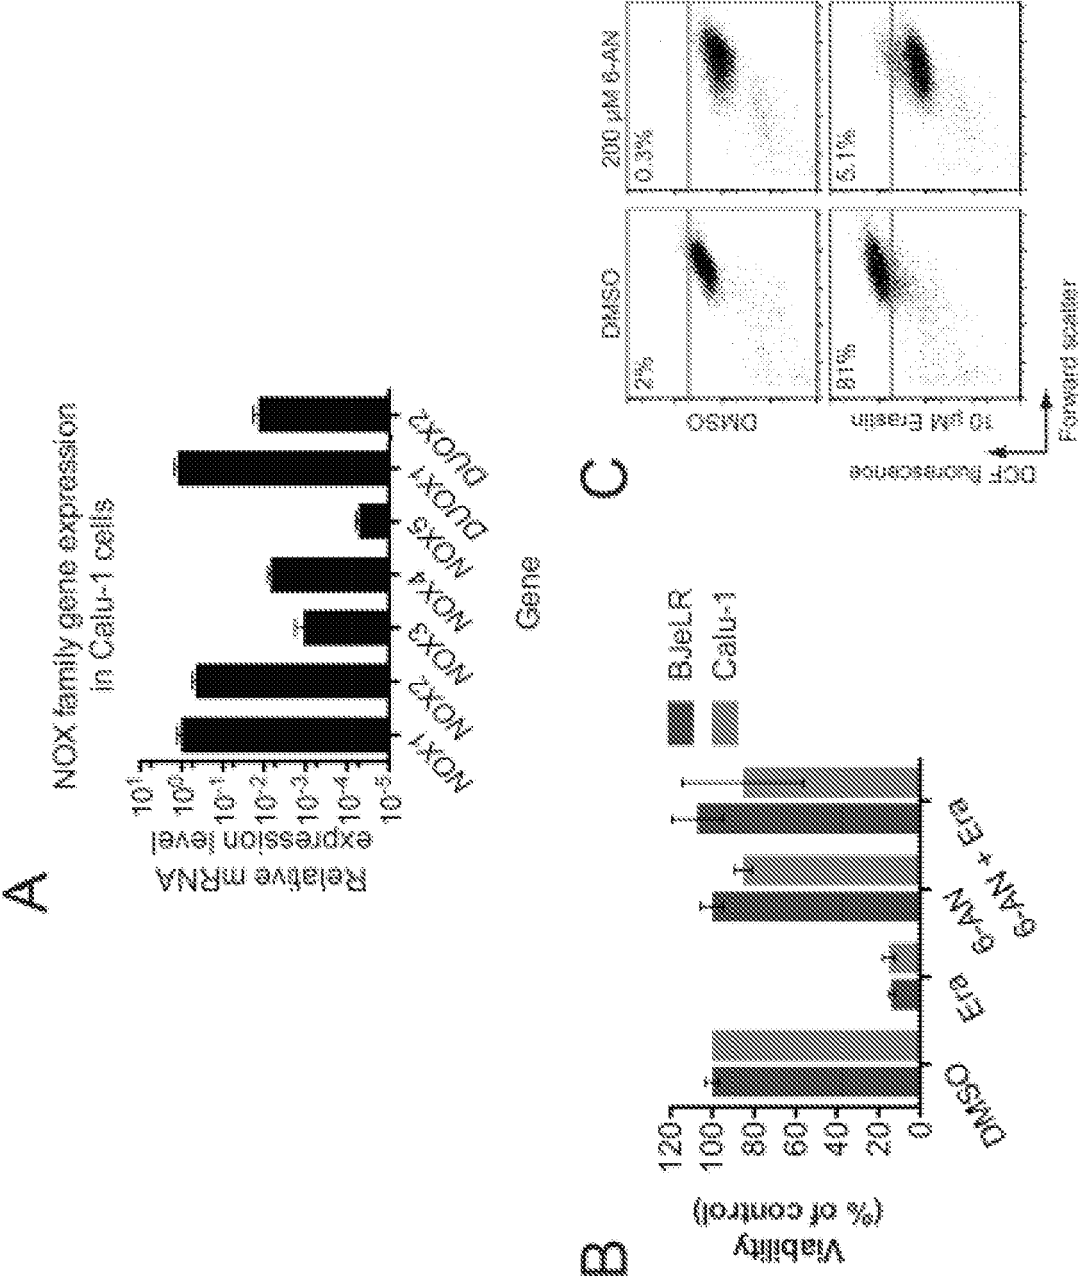 A
NOX family gene expression
in Calu-1 cells
Relative mRNA
expression level
10¹
10⁰
10⁻¹
10⁻²
10⁻³
10⁻⁴
10⁻⁵
NOX1
NOX2
NOX3
NOX4
NOX5
DUOX1
DUOX2
Gene
B
Viability
(% of control)
120
100
80
60
40
20
0
DMSO
Era
6-AN
6-AN + Era
BJeLR
Calu-1
C
DMSO
200 µM 6-AN
DMSO
2%
0.3%
10 µM Erastin
81%
5.1%
DCF fluorescence
Forward scatter